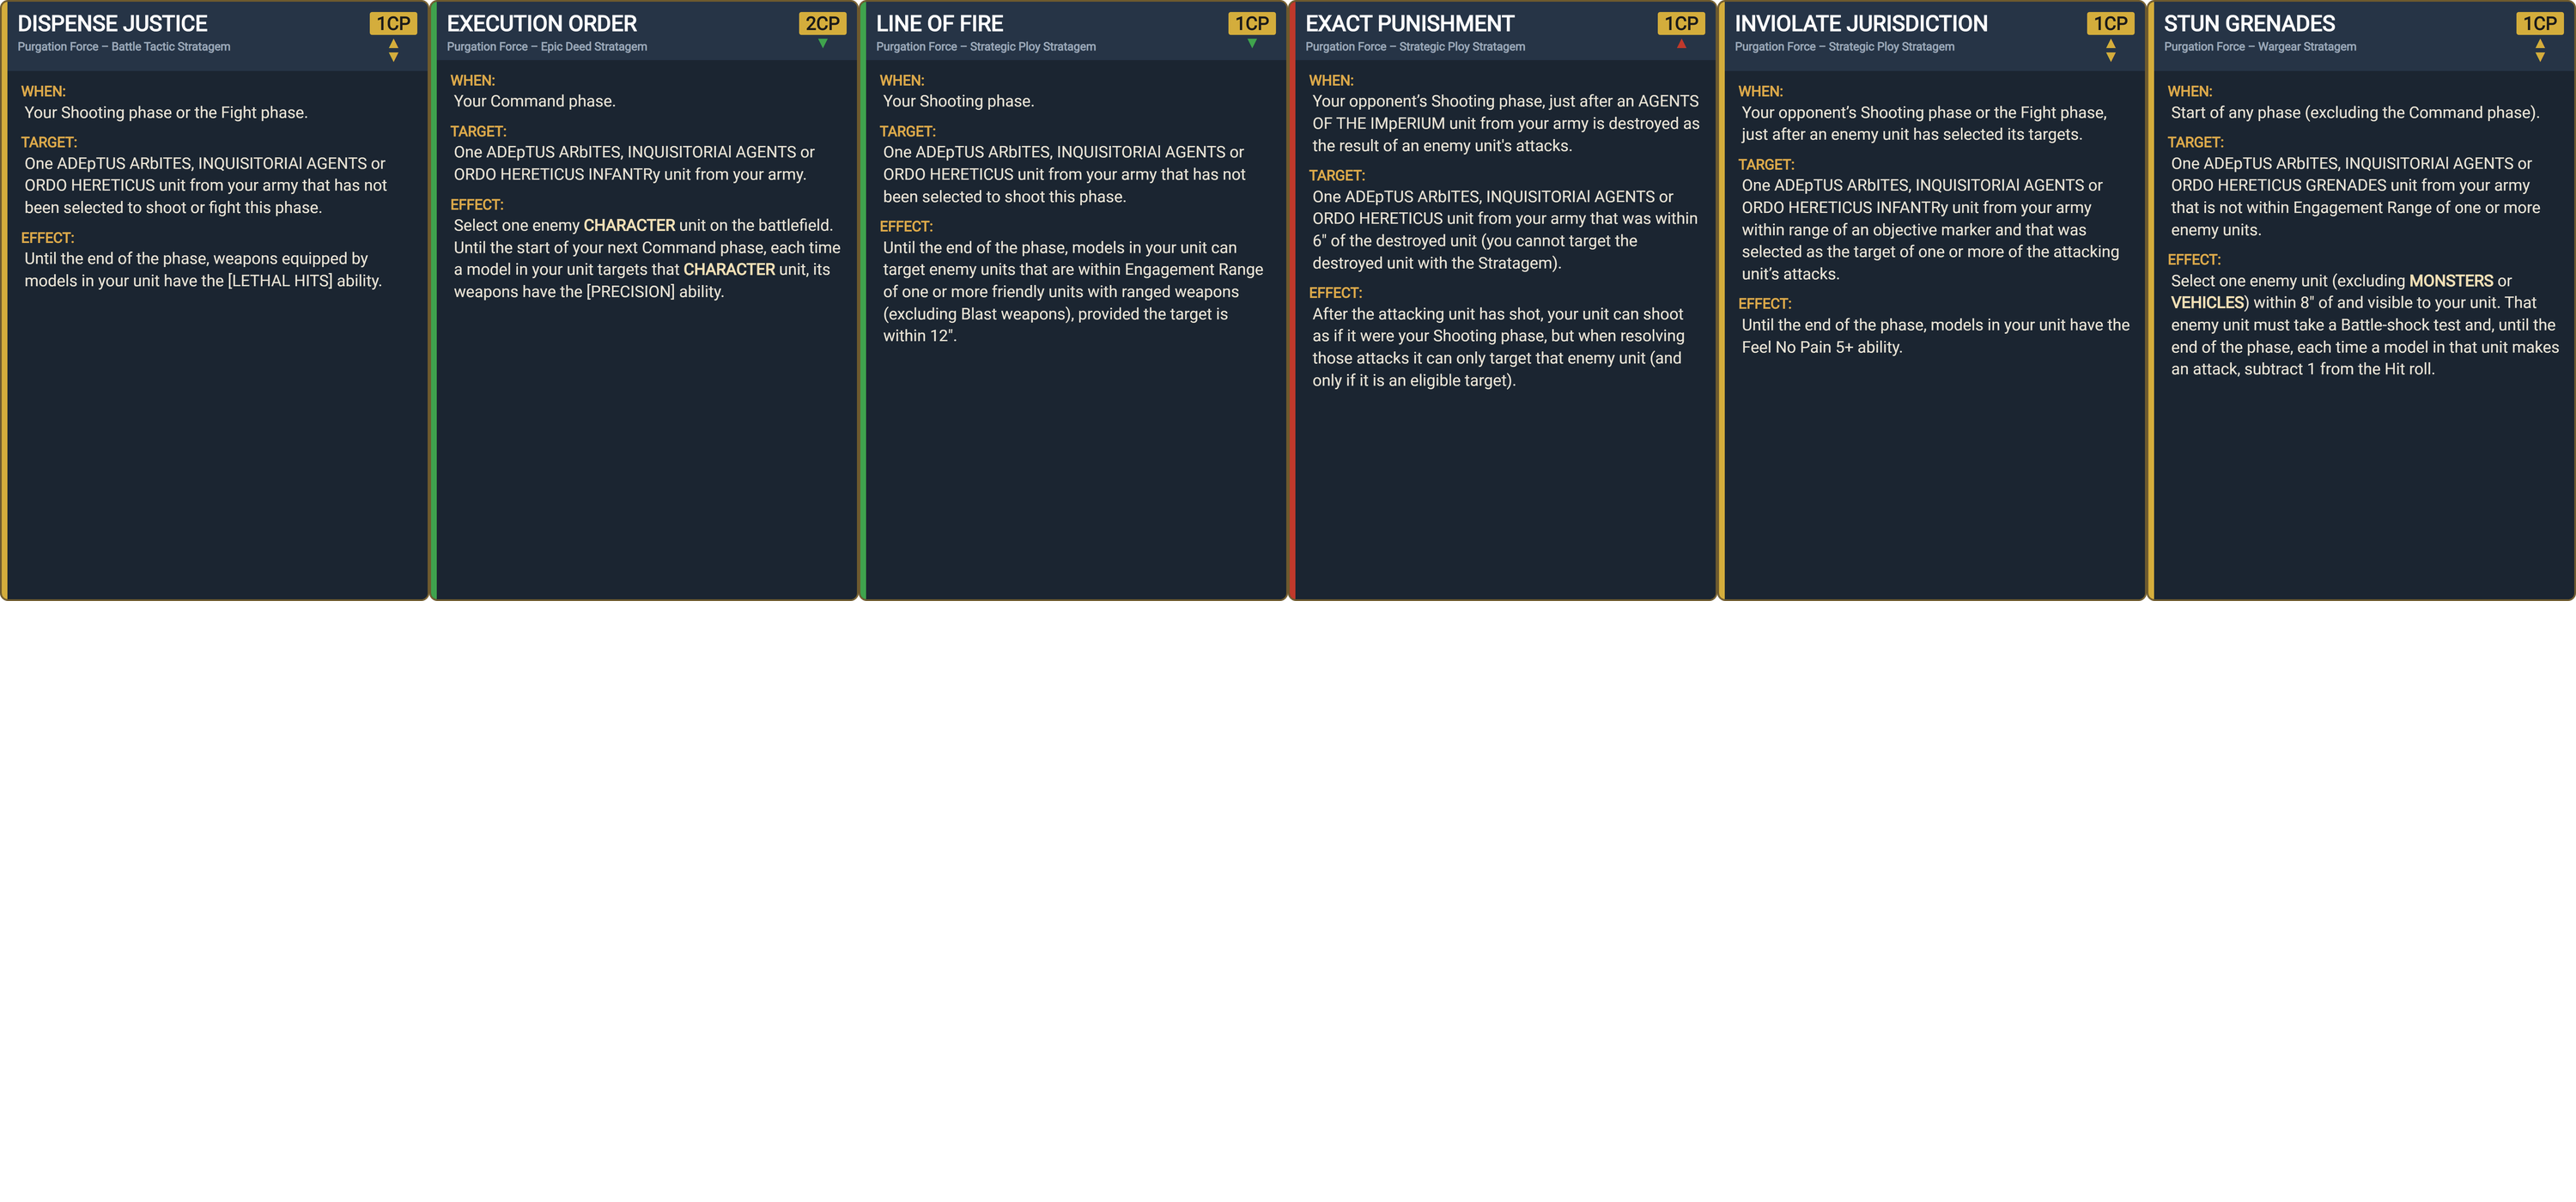 DISPENSE JUSTICE
1CP
Purgation Force – Battle Tactic Stratagem
WHEN:
Your Shooting phase or the Fight phase.
TARGET:
One ADEpTUS ARbITES, INQUISITORIAl AGENTS or
ORDO HERETICUS unit from your army that has not
been selected to shoot or fight this phase.
EFFECT:
Until the end of the phase, weapons equipped by
models in your unit have the [LETHAL HITS] ability.
EXECUTION ORDER
2CP
Purgation Force – Epic Deed Stratagem
WHEN:
Your Command phase.
TARGET:
One ADEpTUS ARbITES, INQUISITORIAl AGENTS or
ORDO HERETICUS INFANTRy unit from your army.
EFFECT:
Select one enemy CHARACTER unit on the battlefield.
Until the start of your next Command phase, each time
a model in your unit targets that CHARACTER unit, its
weapons have the [PRECISION] ability.
LINE OF FIRE
1CP
Purgation Force – Strategic Ploy Stratagem
WHEN:
Your Shooting phase.
TARGET:
One ADEpTUS ARbITES, INQUISITORIAl AGENTS or
ORDO HERETICUS unit from your army that has not
been selected to shoot this phase.
EFFECT:
Until the end of the phase, models in your unit can
target enemy units that are within Engagement Range
of one or more friendly units with ranged weapons
(excluding Blast weapons), provided the target is
within 12".
EXACT PUNISHMENT
1CP
Purgation Force – Strategic Ploy Stratagem
WHEN:
Your opponent’s Shooting phase, just after an AGENTS
OF THE IMpERIUM unit from your army is destroyed as
the result of an enemy unit's attacks.
TARGET:
One ADEpTUS ARbITES, INQUISITORIAl AGENTS or
ORDO HERETICUS unit from your army that was within
6" of the destroyed unit (you cannot target the
destroyed unit with the Stratagem).
EFFECT:
After the attacking unit has shot, your unit can shoot
as if it were your Shooting phase, but when resolving
those attacks it can only target that enemy unit (and
only if it is an eligible target).
INVIOLATE JURISDICTION
1CP
Purgation Force – Strategic Ploy Stratagem
WHEN:
Your opponent’s Shooting phase or the Fight phase,
just after an enemy unit has selected its targets.
TARGET:
One ADEpTUS ARbITES, INQUISITORIAl AGENTS or
ORDO HERETICUS INFANTRy unit from your army
within range of an objective marker and that was
selected as the target of one or more of the attacking
unit’s attacks.
EFFECT:
Until the end of the phase, models in your unit have the
Feel No Pain 5+ ability.
STUN GRENADES
1CP
Purgation Force – Wargear Stratagem
WHEN:
Start of any phase (excluding the Command phase).
TARGET:
One ADEpTUS ARbITES, INQUISITORIAl AGENTS or
ORDO HERETICUS GRENADES unit from your army
that is not within Engagement Range of one or more
enemy units.
EFFECT:
Select one enemy unit (excluding MONSTERS or
VEHICLES) within 8" of and visible to your unit. That
enemy unit must take a Battle-shock test and, until the
end of the phase, each time a model in that unit makes
an attack, subtract 1 from the Hit roll.